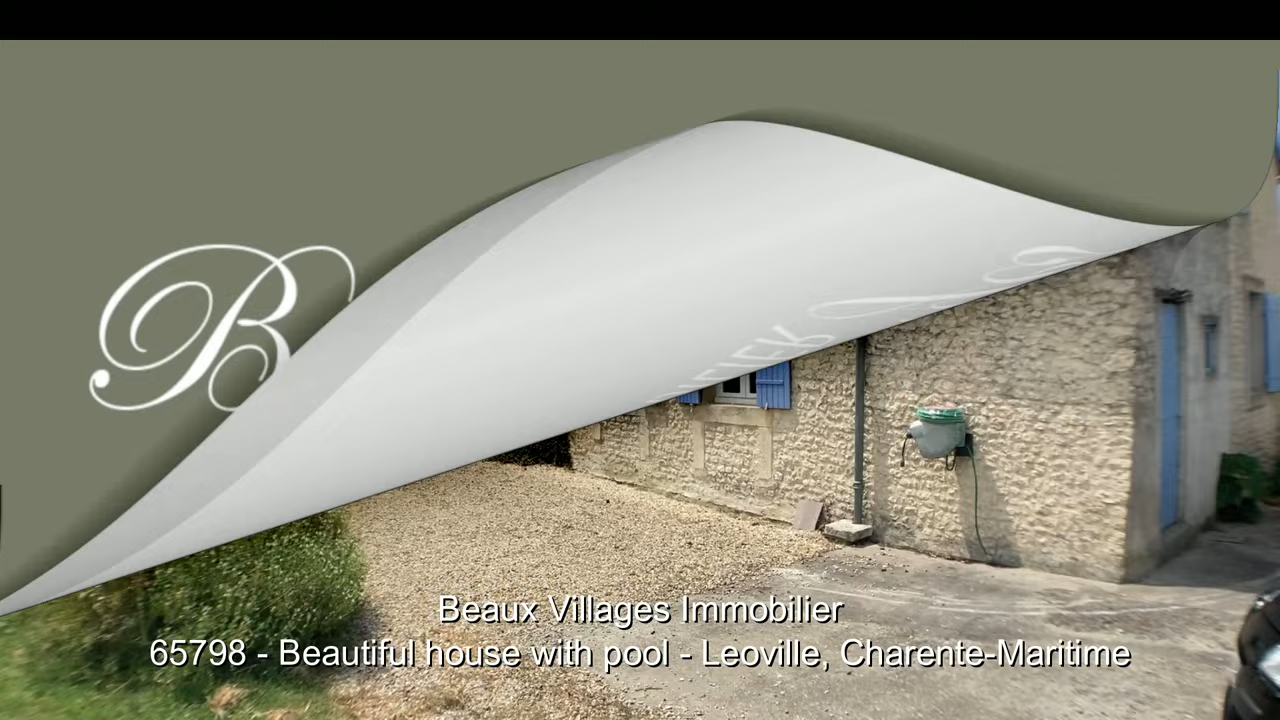 B
Beaux Villages Immobilier
65798 - Beautiful house with pool - Leoville, Charente-Maritime